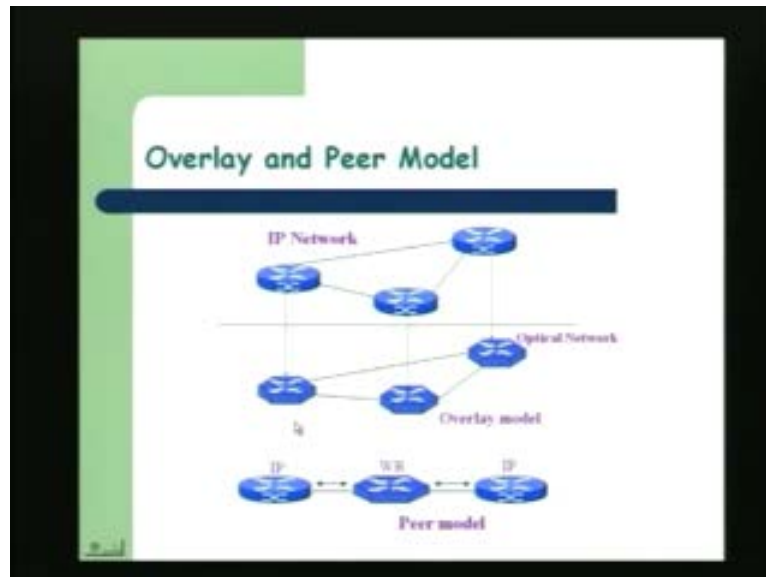 Overlay and Peer Model
IP Network
Optical Network
Overlay model
IP WR IP
Peer model